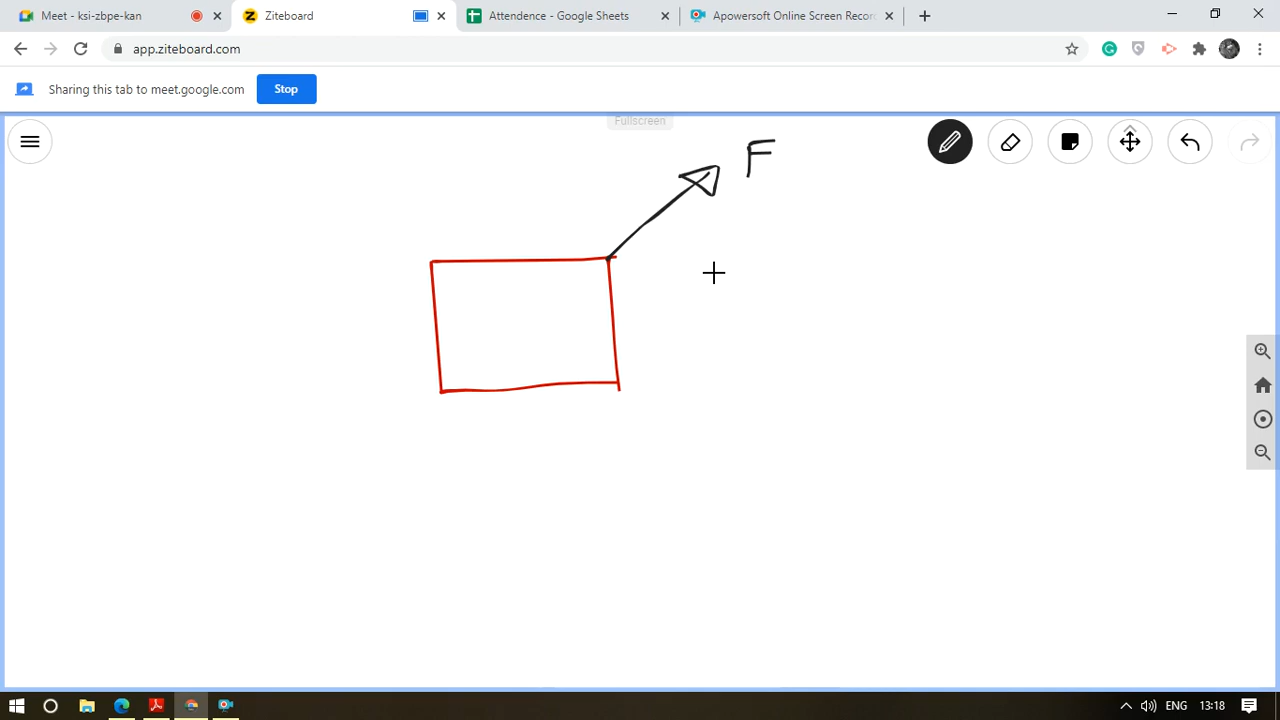 Meet - ksi-zbpe-kan
Ziteboard
Attendence - Google Sheets
Apowersoft Online Screen Recor
app.ziteboard.com
Sharing this tab to meet.google.com
Stop
Fullscreen
F
ENG
13:18